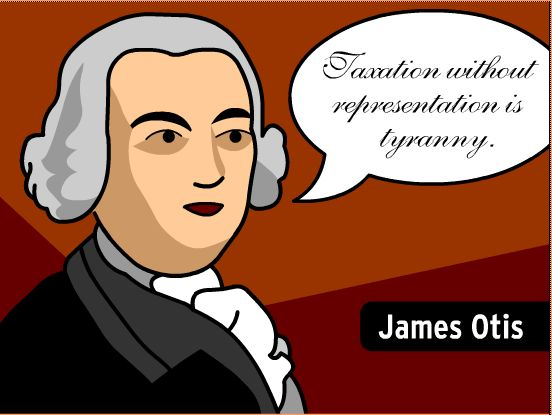 Taxation without
representation is
tyranny.
James Otis